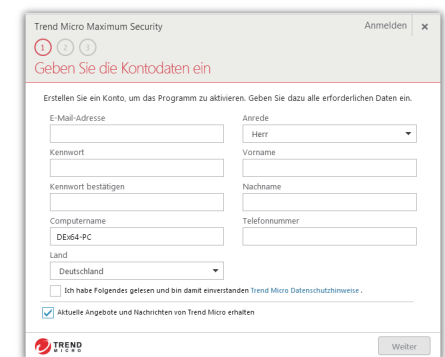 Trend Micro Maximum Security
Anmelden ×
1 2 3
Geben Sie die Kontodaten ein
Erstellen Sie ein Konto, um das Programm zu aktivieren. Geben Sie dazu alle erforderlichen Daten ein.
E-Mail-Adresse
Anrede
Herr
Kennwort
Vorname
Kennwort bestätigen
Nachname
Computername
Telefonnummer
DEx64-PC
Land
Deutschland
Ich habe Folgendes gelesen und bin damit einverstanden Trend Micro Datenschutzhinweise .
Aktuelle Angebote und Nachrichten von Trend Micro erhalten
TREND
MICRO
Weiter